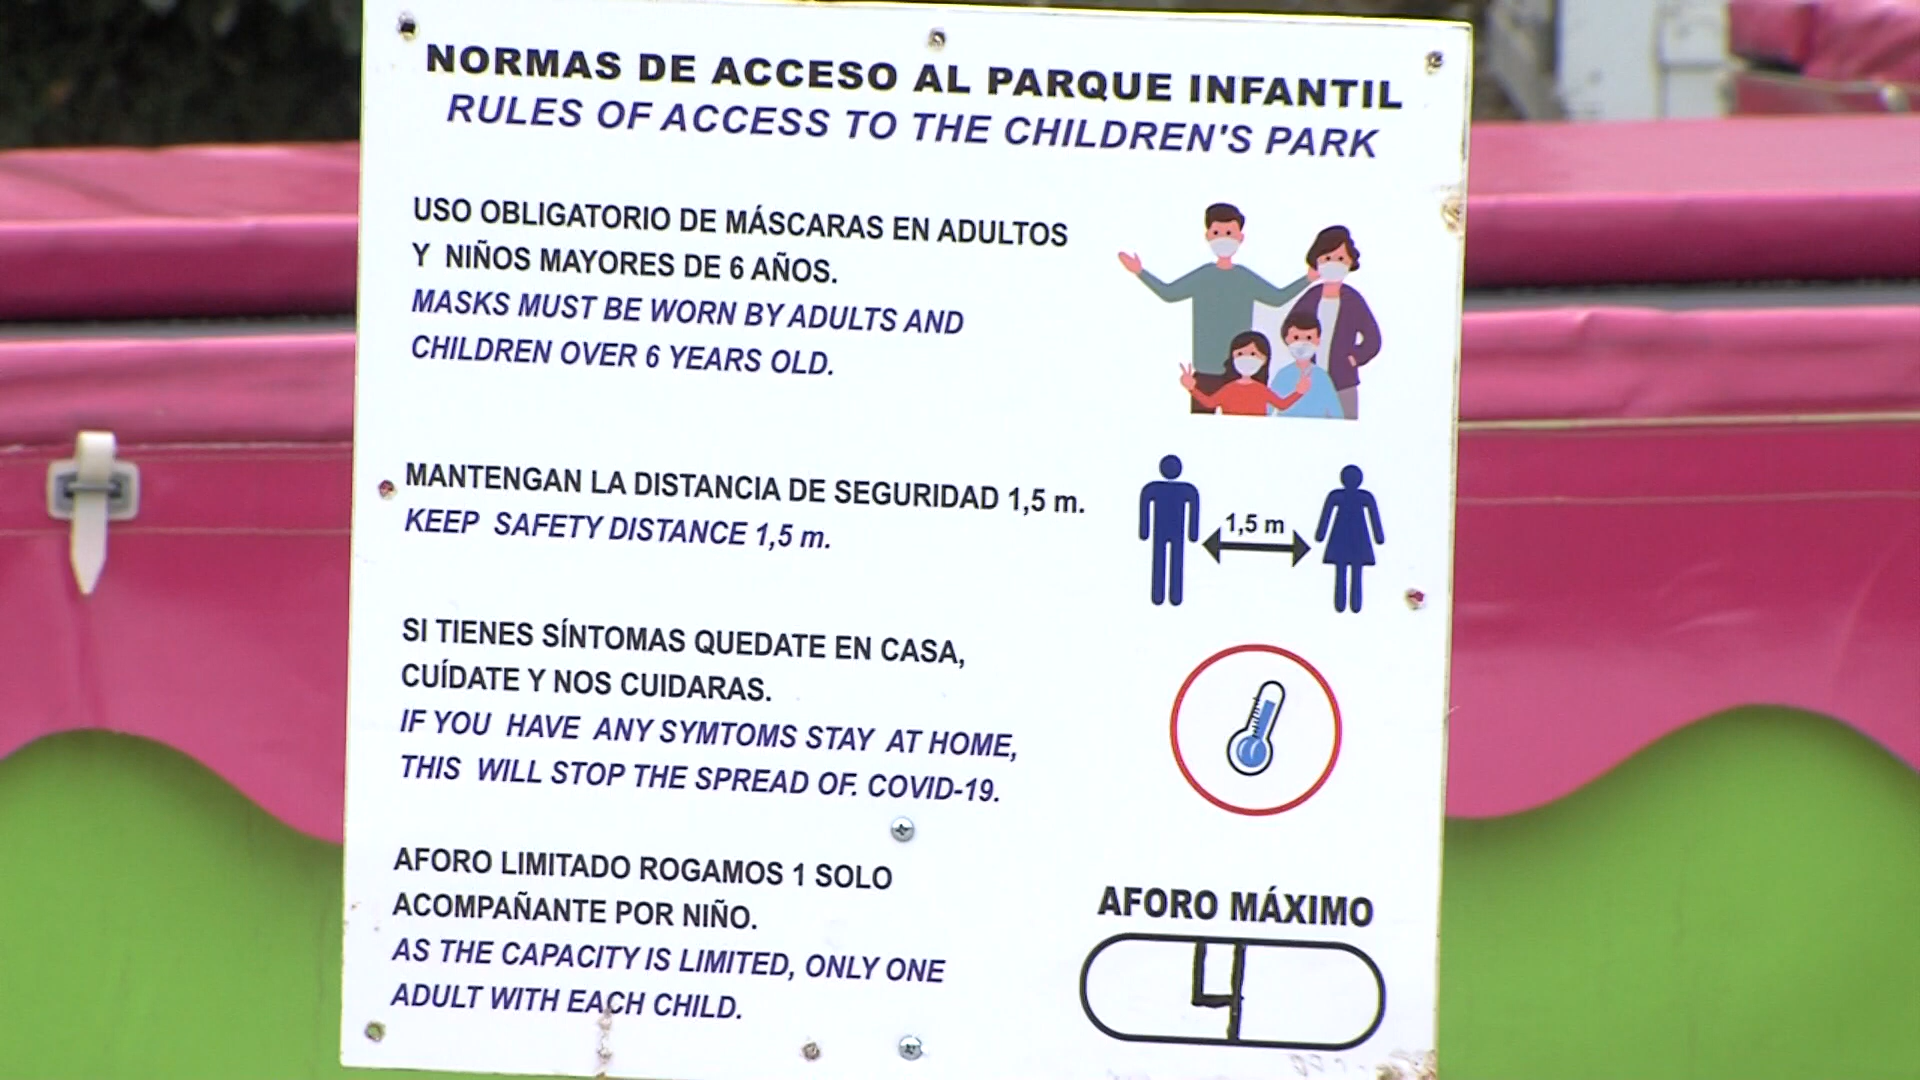 NORMAS DE ACCESO AL PARQUE INFANTIL
RULES OF ACCESS TO THE CHILDREN'S PARK
USO OBLIGATORIO DE MÁSCARAS EN ADULTOS
Y NIÑOS MAYORES DE 6 AÑOS.
MASKS MUST BE WORN BY ADULTS AND
CHILDREN OVER 6 YEARS OLD.
MANTENGAN LA DISTANCIA DE SEGURIDAD 1,5 m.
KEEP SAFETY DISTANCE 1,5 m.
1,5 m
SI TIENES SÍNTOMAS QUEDATE EN CASA,
CUÍDATE Y NOS CUIDARAS.
IF YOU HAVE ANY SYMTOMS STAY AT HOME,
THIS WILL STOP THE SPREAD OF. COVID-19.
AFORO LIMITADO ROGAMOS 1 SOLO
ACOMPAÑANTE POR NIÑO.
AS THE CAPACITY IS LIMITED, ONLY ONE
ADULT WITH EACH CHILD.
AFORO MÁXIMO
4